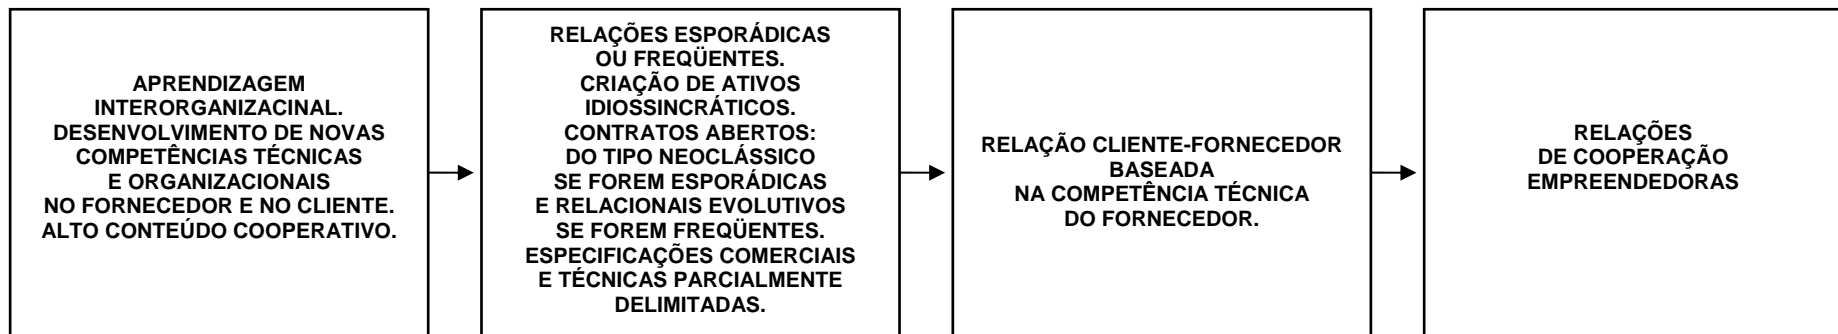 APRENDIZAGEM
INTERORGANIZACINAL.
DESENVOLVIMENTO DE NOVAS
COMPETÊNCIAS TÉCNICAS
E ORGANIZACIONAIS
NO FORNECEDOR E NO CLIENTE.
ALTO CONTEÚDO COOPERATIVO.
RELAÇÕES ESPORÁDICAS
OU FREQÜENTES.
CRIAÇÃO DE ATIVOS
IDIOSSINCRÁTICOS.
CONTRATOS ABERTOS:
DO TIPO NEOCLÁSSICO
SE FOREM ESPORÁDICAS
E RELACIONAIS EVOLUTIVOS
SE FOREM FREQÜENTES.
ESPECIFICAÇÕES COMERCIAIS
E TÉCNICAS PARCIALMENTE
DELIMITADAS.
RELAÇÃO CLIENTE-FORNECEDOR
BASEADA
NA COMPETÊNCIA TÉCNICA
DO FORNECEDOR.
RELAÇÕES
DE COOPERAÇÃO
EMPREENDEDORAS